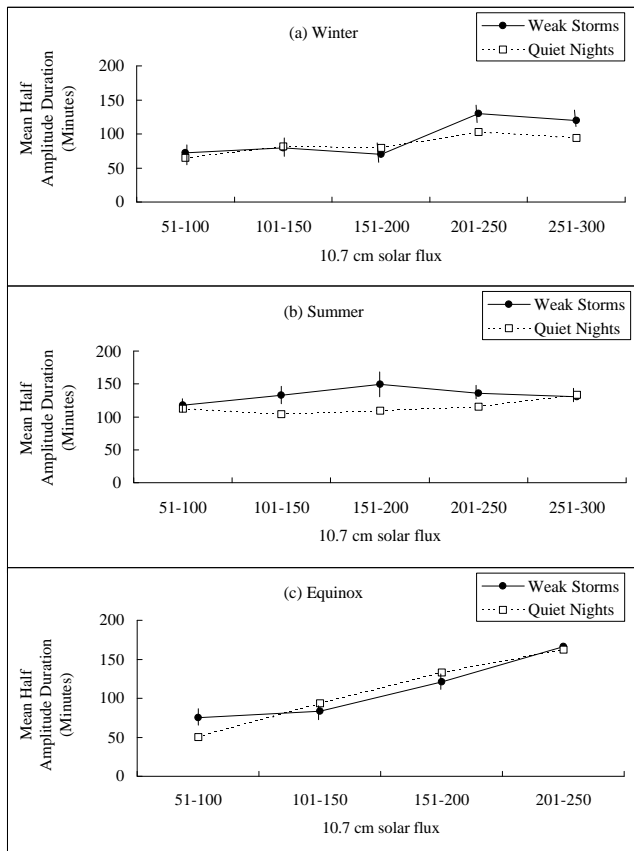 (a) Winter
Weak Storms
Quiet Nights
Mean Half
Amplitude Duration
(Minutes)
200
150
100
50
0
51-100 101-150 151-200 201-250 251-300
10.7 cm solar flux
(b) Summer
Weak Storms
Quiet Nights
Mean Half
Amplitude Duration
(Minutes)
200
150
100
50
0
51-100 101-150 151-200 201-250 251-300
10.7 cm solar flux
(c) Equinox
Weak Storms
Quiet Nights
Mean Half
Amplitude Duration
(Minutes)
200
150
100
50
0
51-100 101-150 151-200 201-250
10.7 cm solar flux